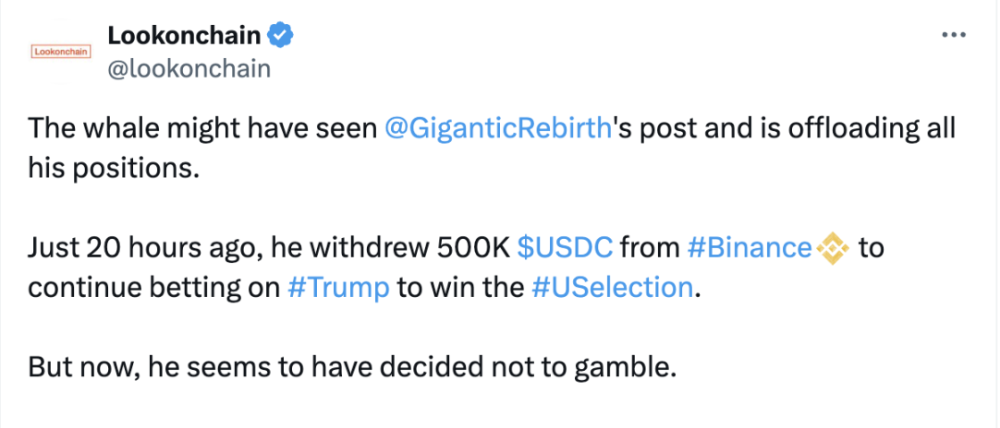 Lookonchain
Lookonchain
@lookonchain
The whale might have seen @GiganticRebirth's post and is offloading all
his positions.
Just 20 hours ago, he withdrew 500K $USDC from #Binance to
continue betting on #Trump to win the #USelection.
But now, he seems to have decided not to gamble.